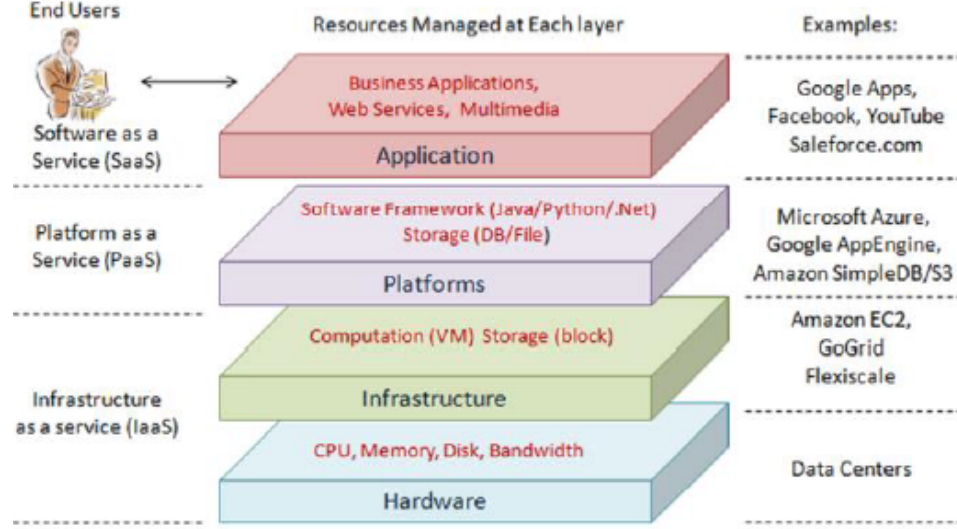 End Users
Resources Managed at Each layer
Examples:
Business Applications,
Web Services, Multimedia
Application
Software as a
Service (SaaS)
Google Apps,
Facebook, YouTube
Saleforce.com
Software Framework (Java/Python/.Net)
Storage (DB/File)
Platforms
Platform as a
Service (PaaS)
Microsoft Azure,
Google AppEngine,
Amazon SimpleDB/S3
Computation (VM) Storage (block)
Infrastructure
Amazon EC2,
GoGrid
Flexiscale
Infrastructure
as a service (IaaS)
CPU, Memory, Disk, Bandwidth
Hardware
Data Centers